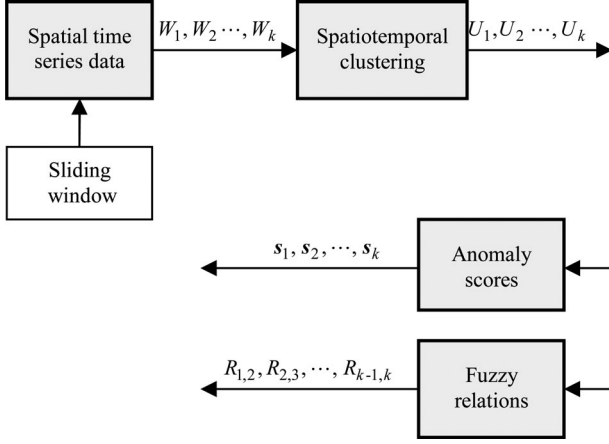 Spatial time
series data
W₁, W₂ ⋯, Wₖ
Spatiotemporal
clustering
U₁, U₂ ⋯, Uₖ
Sliding
window
s₁, s₂, ⋯, sₖ
Anomaly
scores
R₁,₂, R₂,₃, ⋯, Rₖ₋₁,ₖ
Fuzzy
relations